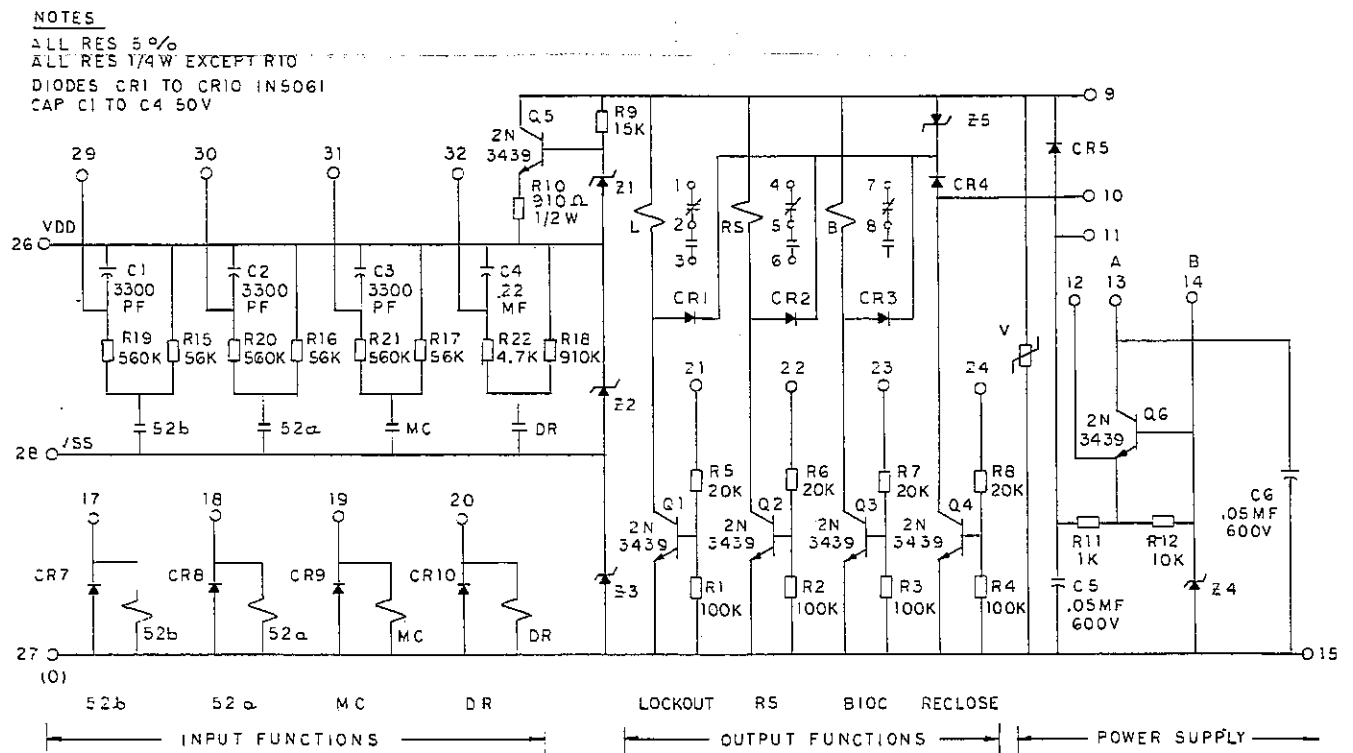 NOTES
ALL RES 5%
ALL RES 1/4W EXCEPT R10
DIODES CR1 TO CR10 IN5061
CAP C1 TO C4 50V
29
30
31
32
Q5
2N
3439
R9
15K
R10
910Ω
1/2W
Z1
Z5
9
CR5
CR4
10
11
1
2
3
L
4
5
6
RS
7
8
B
VDD
26
C1
3300
PF
C2
3300
PF
C3
3300
PF
C4
.22
MF
R19
560K
R15
56K
R20
560K
R16
56K
R21
560K
R17
56K
R22
4.7K
R18
910K
CR1
CR2
CR3
A
B
12
13
14
V
Z2
21
22
23
24
52b
52a
MC
DR
VSS
28
Q6
2N
3439
R5
20K
R6
20K
R7
20K
R8
20K
C6
.05MF
600V
17
18
19
20
Q1
2N
3439
Q2
2N
3439
Q3
2N
3439
Q4
2N
3439
R11
1K
R12
10K
CR7
CR8
CR9
CR10
Z3
R1
100K
R2
100K
R3
100K
R4
100K
C5
.05MF
600V
Z4
52b
52a
MC
DR
27
(0)
15
52b
52a
MC
DR
LOCKOUT
RS
BIOC
RECLOSE
INPUT FUNCTIONS
OUTPUT FUNCTIONS
POWER SUPPLY